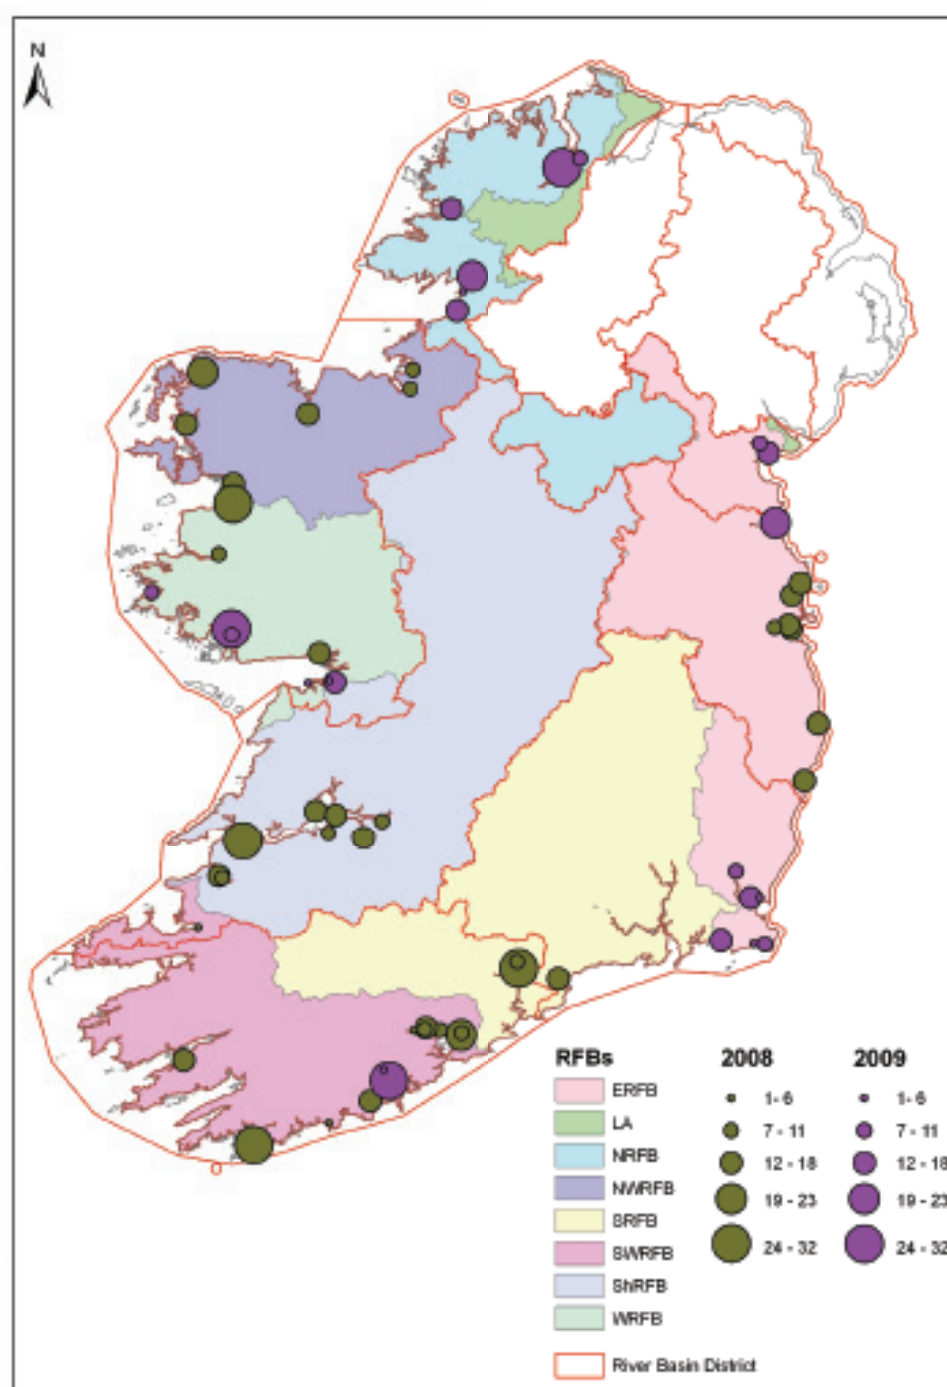 N
RFBs
ERFB
LA
NRFB
NWRFB
SRFB
SWRFB
ShRFB
WRFB
River Basin District
2008
1 - 6
7 - 11
12 - 18
19 - 23
24 - 32
2009
1 - 6
7 - 11
12 - 18
19 - 23
24 - 32